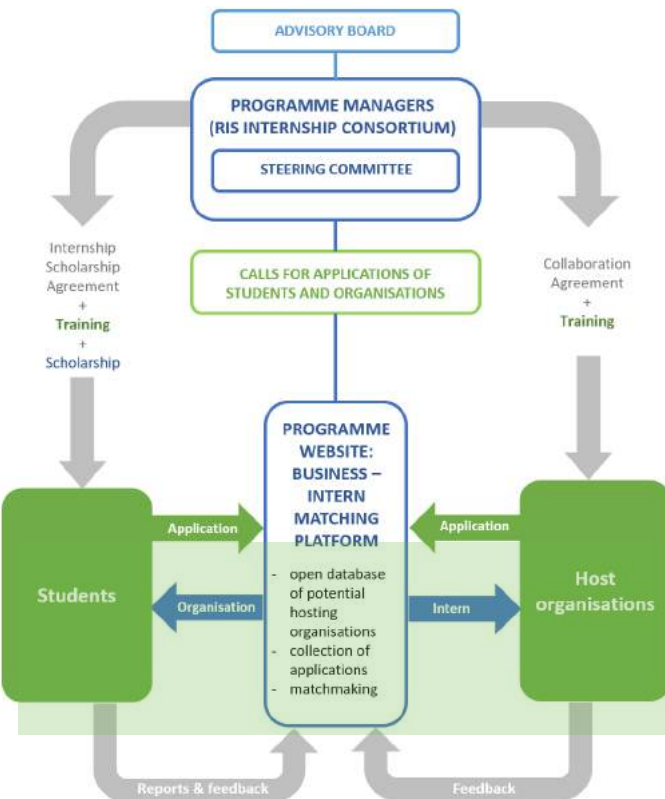 ADVISORY BOARD
PROGRAMME MANAGERS
(RIS INTERNSHIP CONSORTIUM)
STEERING COMMITTEE
Internship
Scholarship
Agreement
+
Training
+
Scholarship
CALLS FOR APPLICATIONS OF
STUDENTS AND ORGANISATIONS
Collaboration
Agreement
+
Training
PROGRAMME
WEBSITE:
BUSINESS –
INTERN
MATCHING
PLATFORM
- open database
of potential
hosting
organisations
- collection of
applications
- matchmaking
Application
Application
Students
Organisation
Intern
Host
organisations
Reports & feedback
Feedback